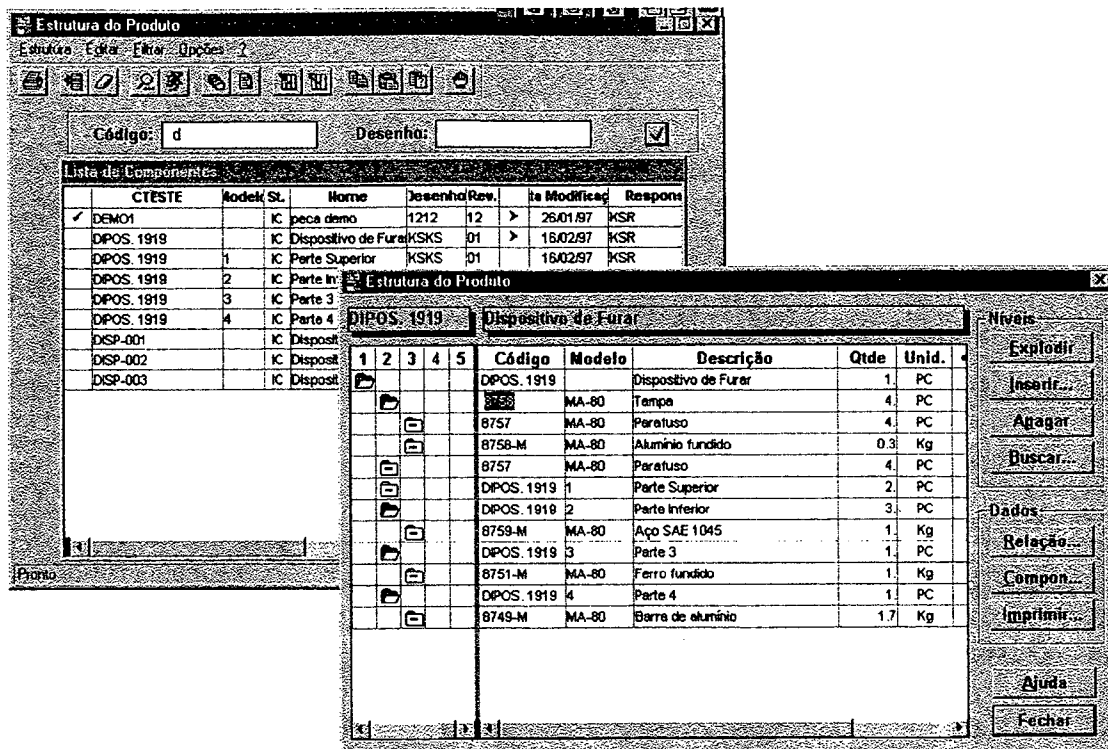 Estrutura do Produto
Estrutura Editar Filtrar Opções ?
Código: d Desenho:
Lista de Componentes
CTESTE Modelo St. Nome Desenho Rev. ta Modificaç Respons
DEMO1 IC peca demo 1212 12 > 26/01/97 KSR
DIPOS. 1919 IC Dispositivo de Furar KSKS 01 > 16/02/97 KSR
DIPOS. 1919 1 IC Parte Superior KSKS 01 16/02/97 KSR
DIPOS. 1919 2 IC Parte In
DIPOS. 1919 3 IC Parte 3
DIPOS. 1919 4 IC Parte 4
DISP-001 IC Disposit
DISP-002 IC Disposit
DISP-003 IC Disposit
Pronto
Estrutura do Produto
DIPOS. 1919 Dispositivo de Furar
1 2 3 4 5 Código Modelo Descrição Qtde Unid.
DIPOS. 1919 Dispositivo de Furar 1. PC
8756 MA-80 Tampa 4. PC
8757 MA-80 Parafuso 4. PC
8758-M MA-80 Alumínio fundido 0.3 Kg
8757 MA-80 Parafuso 4. PC
DIPOS. 1919 1 Parte Superior 2. PC
DIPOS. 1919 2 Parte Inferior 3. PC
8759-M MA-80 Aço SAE 1045 1. Kg
DIPOS. 1919 3 Parte 3 1. PC
8751-M MA-80 Ferro fundido 1. Kg
DIPOS. 1919 4 Parte 4 1. PC
8749-M MA-80 Barra de alumínio 1.7 Kg
Níveis
Explodir
Inserir...
Apagar
Buscar...
Dados
Relação...
Compon...
Imprimir...
Ajuda
Fechar